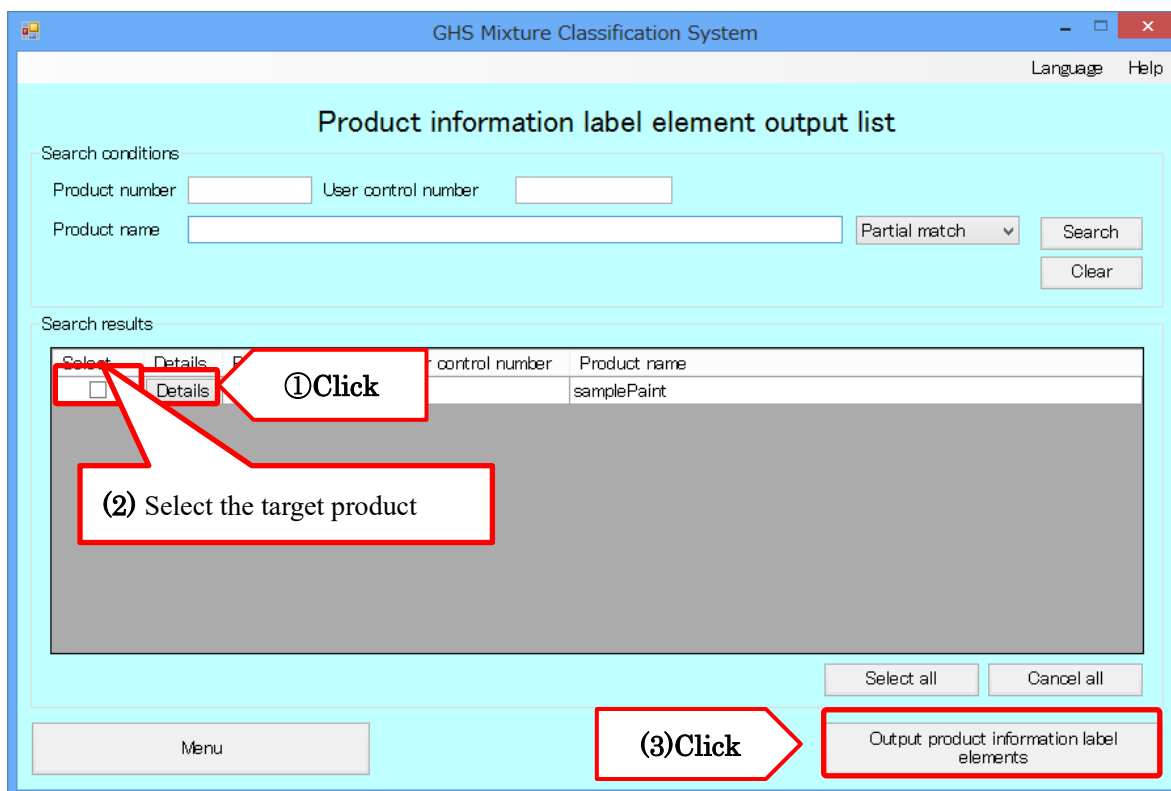 GHS Mixture Classification System
Language Help
Product information label element output list
Search conditions
Product number User control number
Product name Partial match Search
Clear
Search results
Select Details control number Product name
Details samplePaint
①Click
(2) Select the target product
Select all Cancel all
Menu
(3)Click
Output product information label
elements